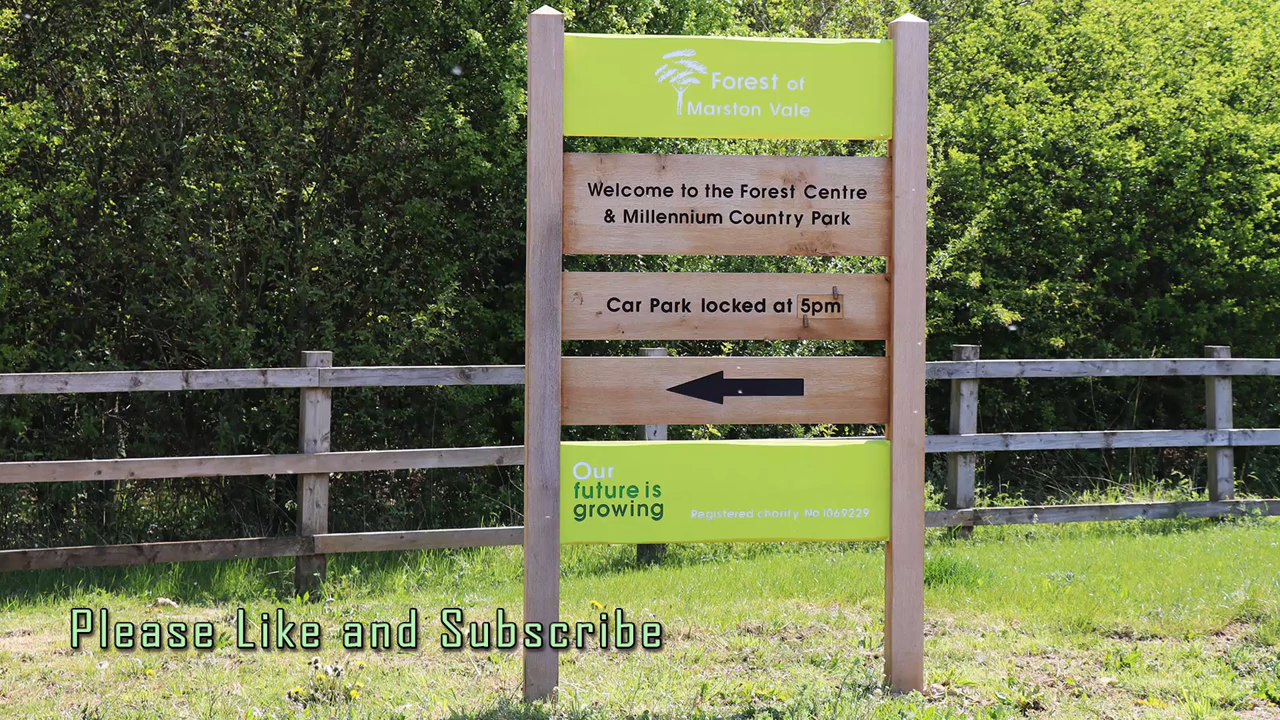 Forest of
Marston Vale
Welcome to the Forest Centre
& Millennium Country Park
Car Park locked at 5pm
Our
future is
growing
Registered charity No 1069229
Please Like and Subscribe